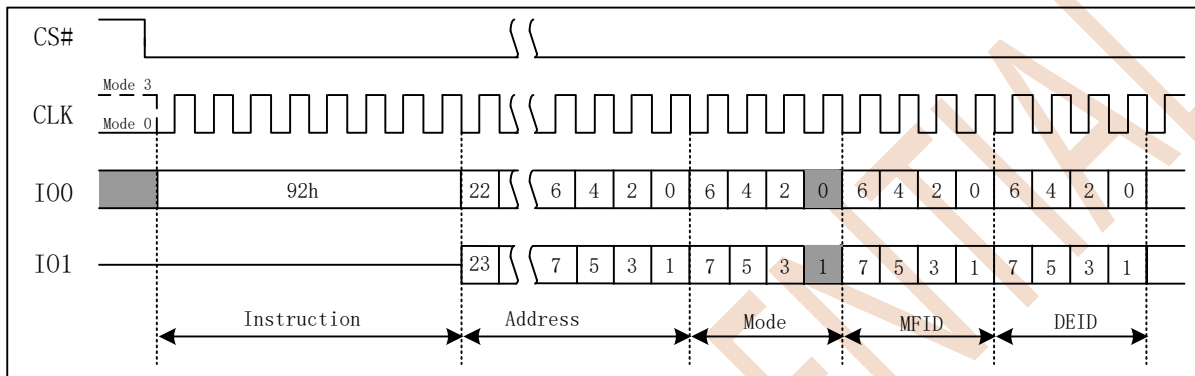 CS#
Mode 3
CLK
Mode 0
IO0 92h 22 6 4 2 0 6 4 2 0 6 4 2 0 6 4 2 0
IO1 23 7 5 3 1 7 5 3 1 7 5 3 1 7 5 3 1
Instruction Address Mode MFID DEID
ENTIAL